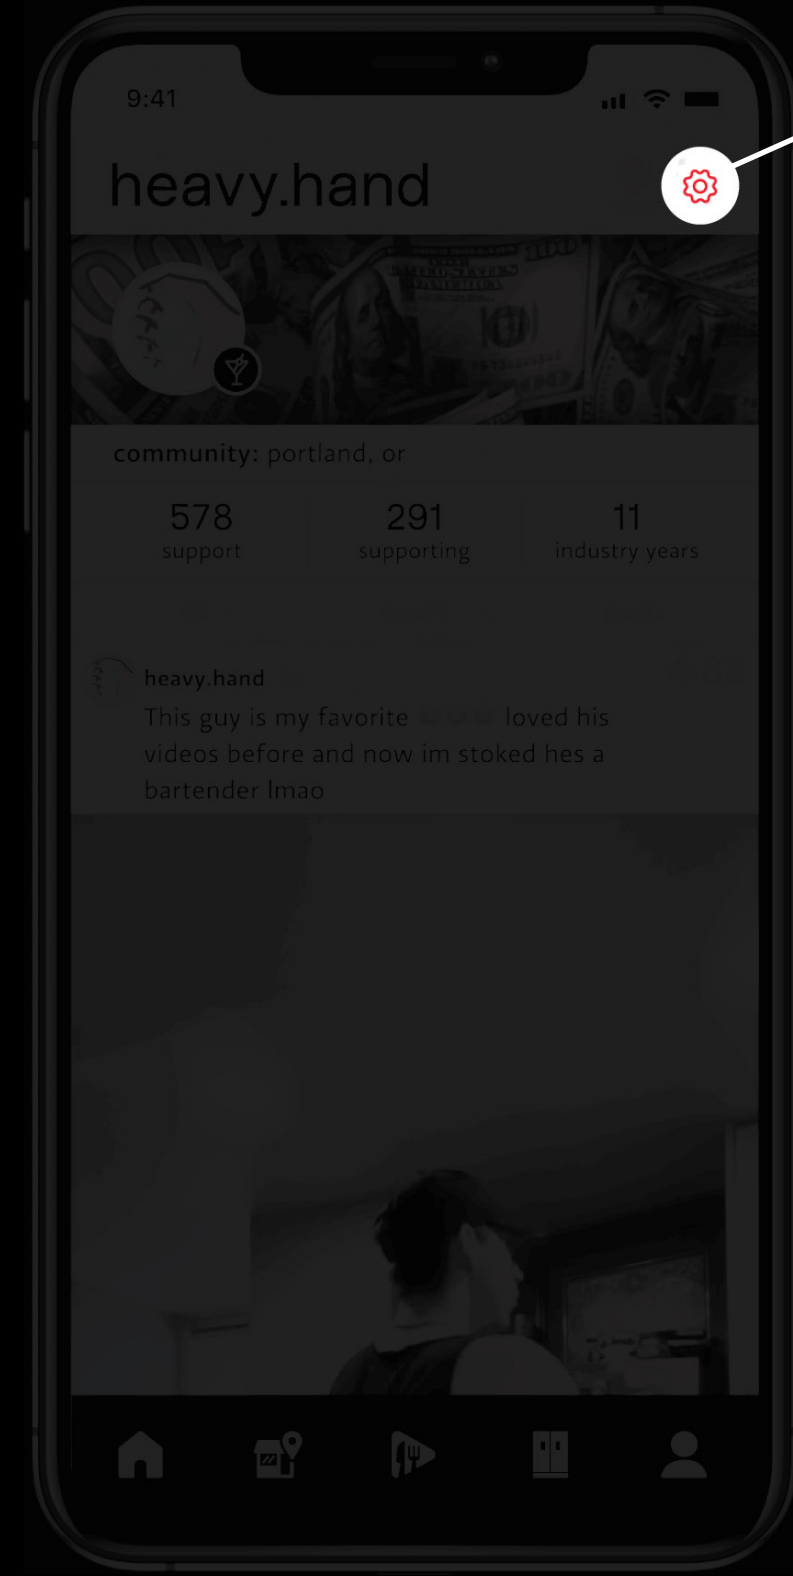 9:41
heavy.hand
100
community: portland, or
578
291
11
support
supporting
industry years
heavy.hand
This guy is my favorite loved his
videos before and now im stoked hes a
bartender lmao